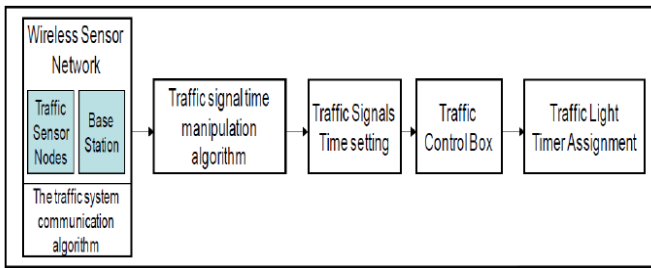 Wireless Sensor
Network
Traffic
Sensor
Nodes
Base
Station
The traffic system
communication
algorithm
Traffic signal time
manipulation
algorithm
Traffic Signals
Time setting
Traffic
Control Box
Traffic Light
Timer Assignment